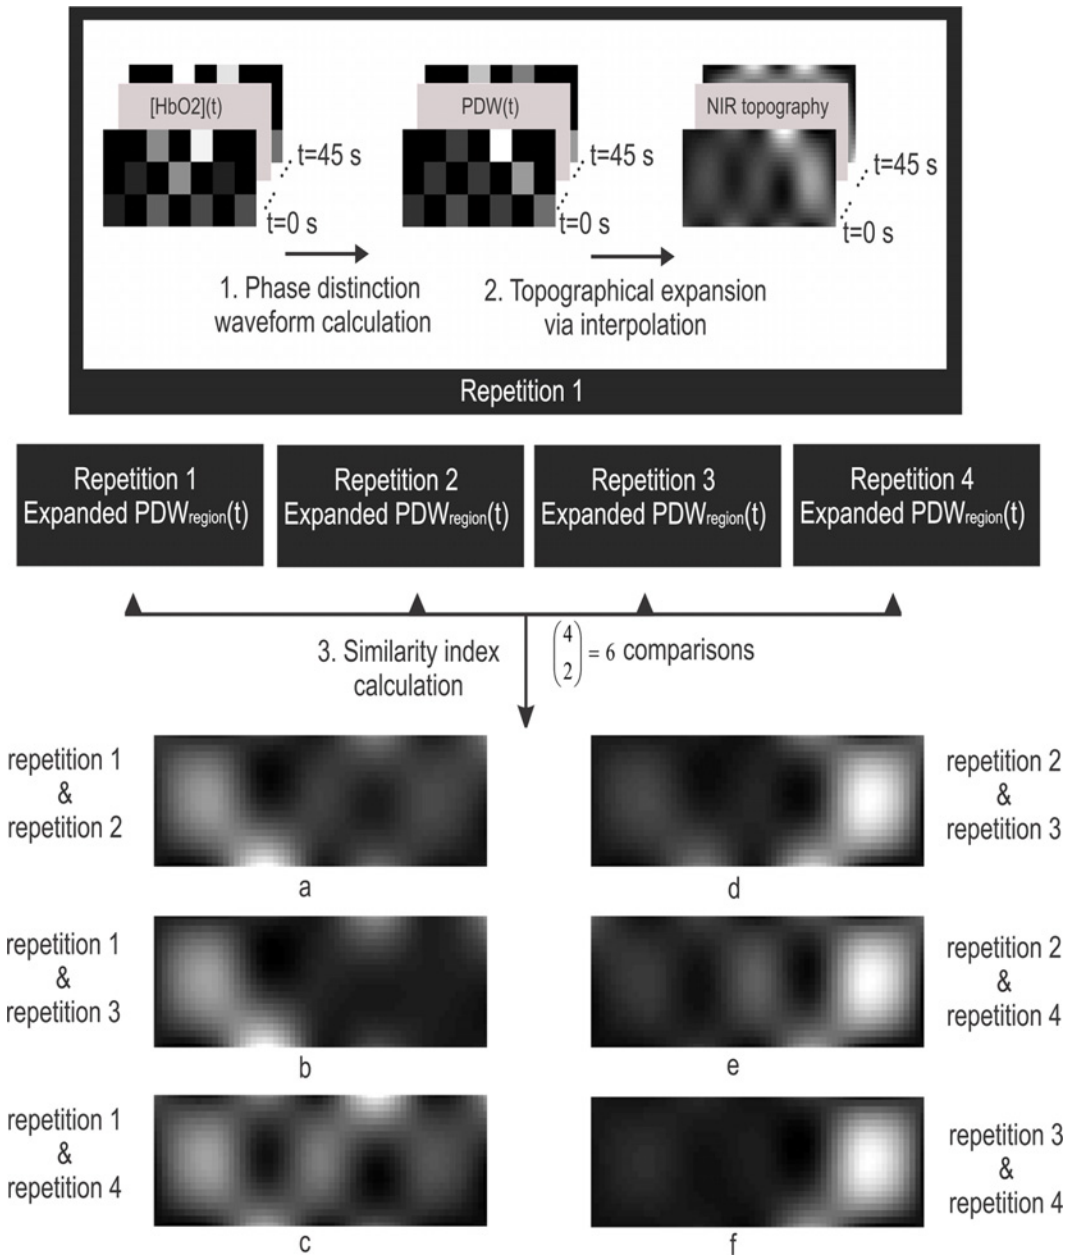 [HbO2](t)
t=45 s
t=0 s
PDW(t)
t=45 s
t=0 s
NIR topography
t=45 s
t=0 s
1. Phase distinction
waveform calculation
2. Topographical expansion
via interpolation
Repetition 1
Repetition 1
Expanded PDWregion(t)
Repetition 2
Expanded PDWregion(t)
Repetition 3
Expanded PDWregion(t)
Repetition 4
Expanded PDWregion(t)
3. Similarity index
calculation
(4
2) = 6 comparisons
repetition 1
&
repetition 2
a
repetition 2
&
repetition 3
d
repetition 1
&
repetition 3
b
repetition 2
&
repetition 4
e
repetition 1
&
repetition 4
c
repetition 3
&
repetition 4
f